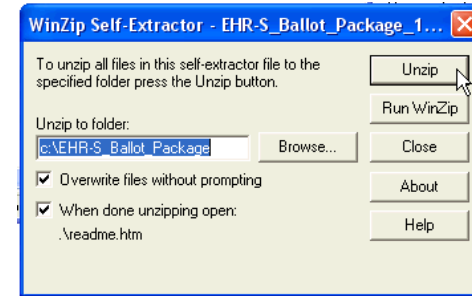 WinZip Self-Extractor - EHR-S_Ballot_Package_1...
To unzip all files in this self-extractor file to the
specified folder press the Unzip button.
Unzip to folder:
c:\EHR-S_Ballot_Package
Browse...
Overwrite files without prompting
When done unzipping open:
.\readme.htm
Unzip
Run WinZip
Close
About
Help